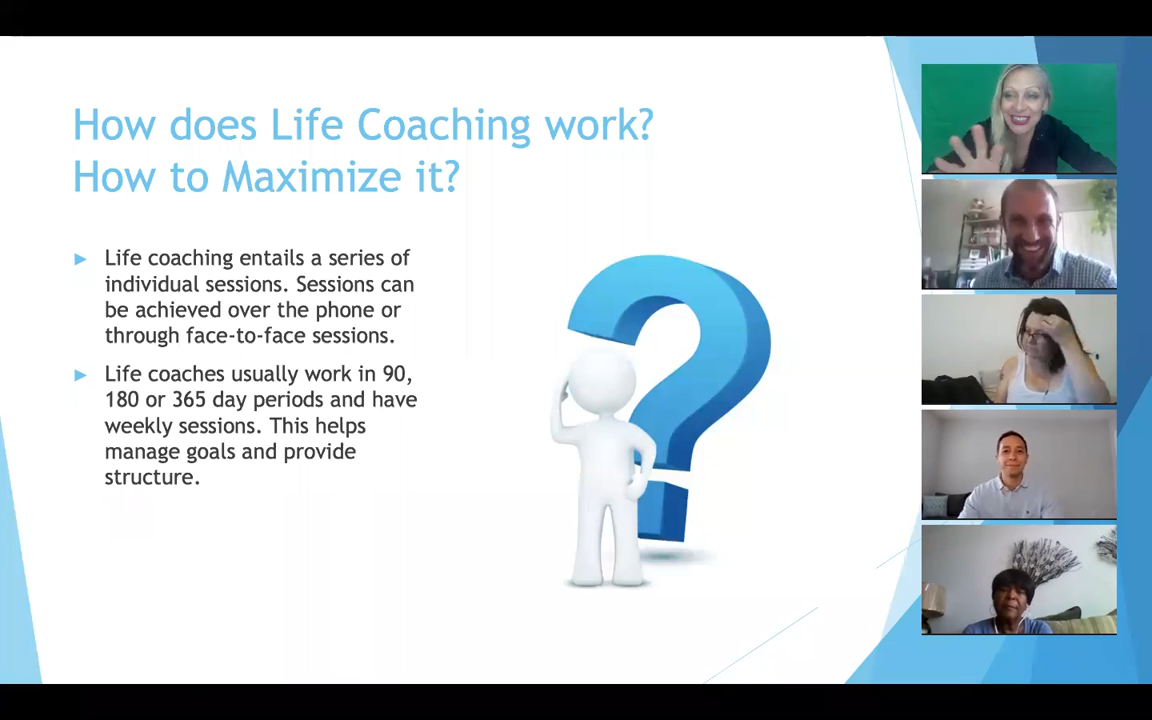 How does Life Coaching work?
How to Maximize it?
Life coaching entails a series of
individual sessions. Sessions can
be achieved over the phone or
through face-to-face sessions.
Life coaches usually work in 90,
180 or 365 day periods and have
weekly sessions. This helps
manage goals and provide
structure.